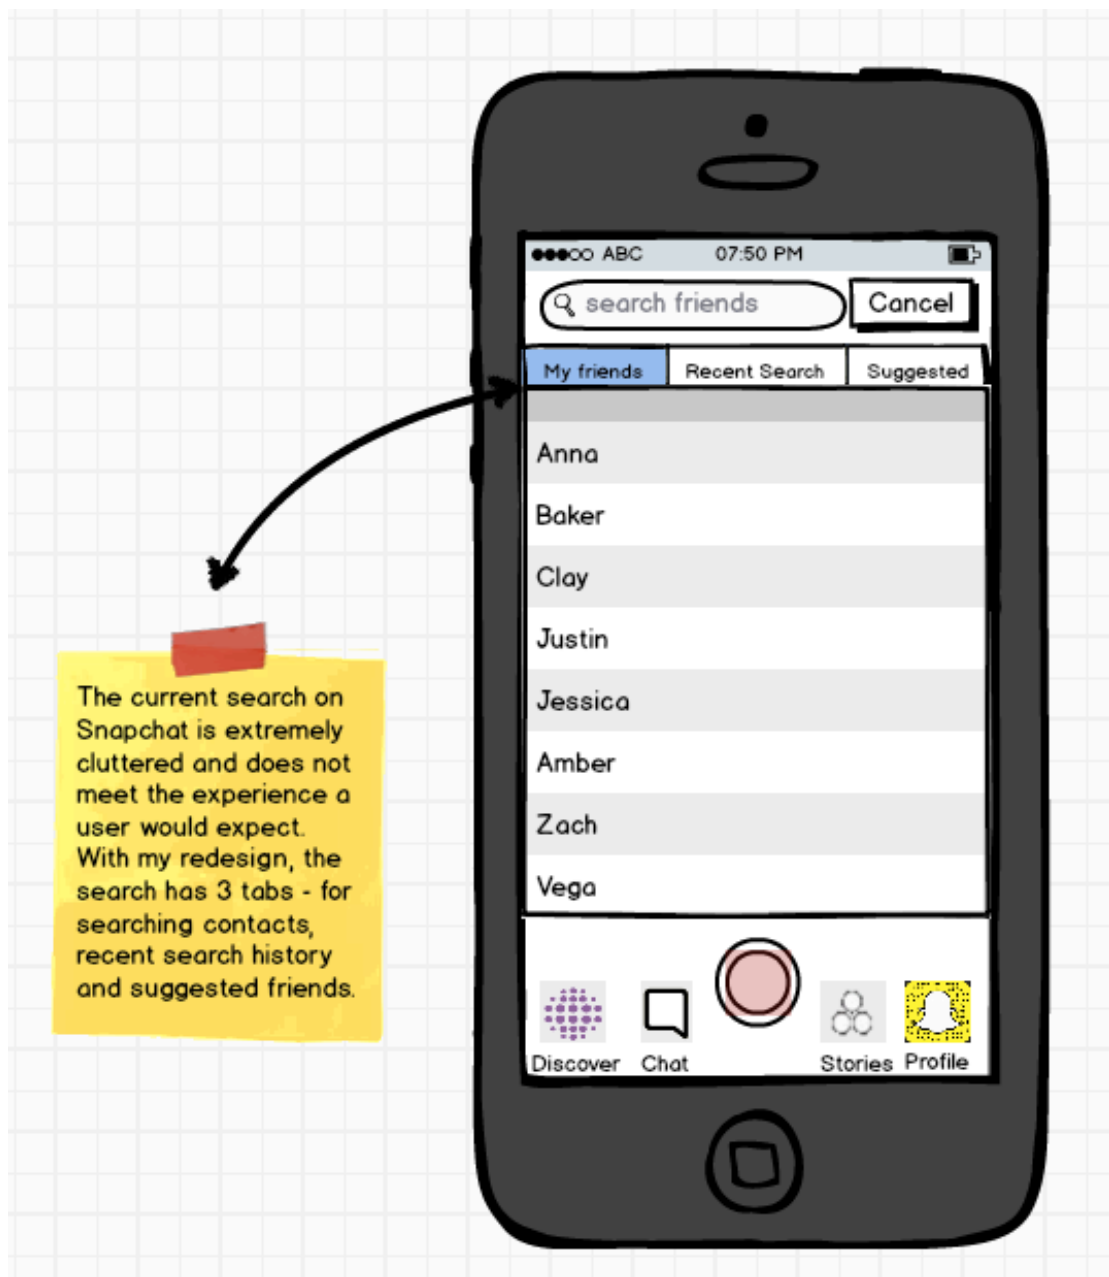 ABC 07:50 PM
search friends Cancel
My friends Recent Search Suggested
Anna
Baker
Clay
Justin
Jessica
Amber
Zach
Vega
Discover Chat Stories Profile
The current search on
Snapchat is extremely
cluttered and does not
meet the experience a
user would expect.
With my redesign, the
search has 3 tabs - for
searching contacts,
recent search history
and suggested friends.